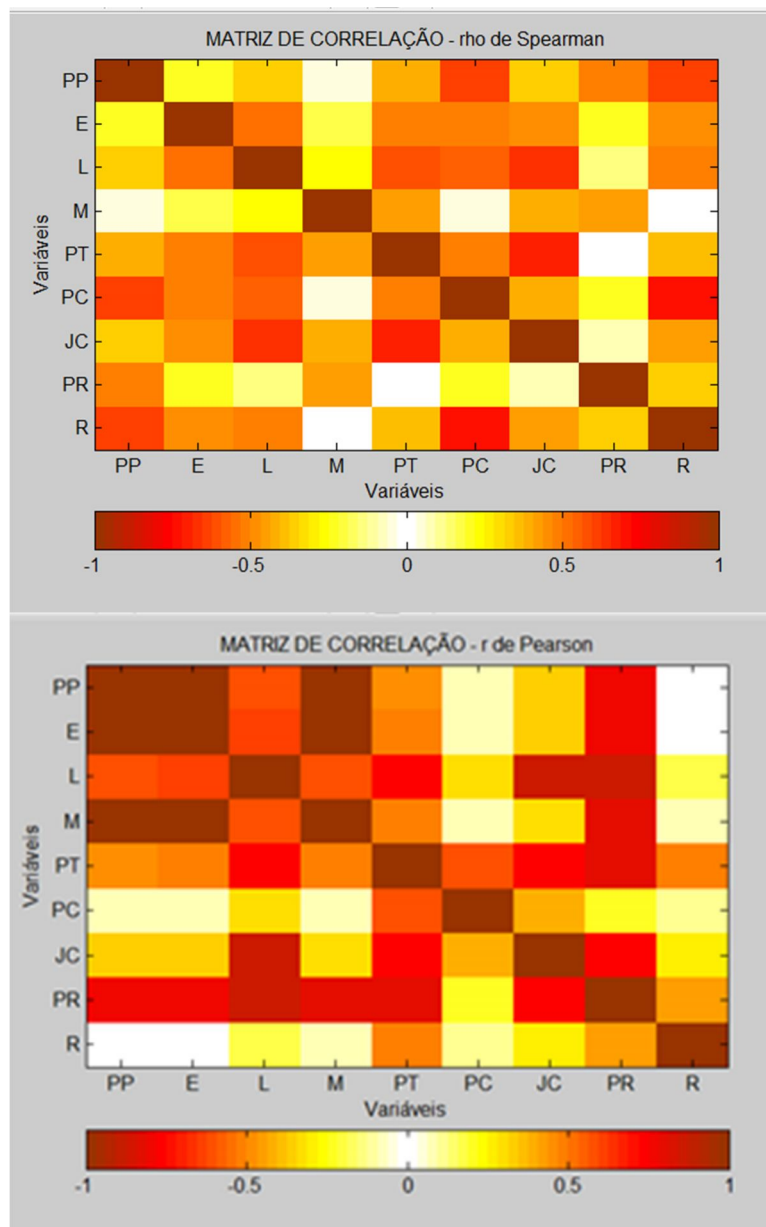 MATRIZ DE CORRELAÇÃO - rho de Spearman
PP
E
L
M
PT
PC
JC
PR
R
Variáveis
PP E L M PT PC JC PR R
Variáveis
-1 -0.5 0 0.5 1
MATRIZ DE CORRELAÇÃO - r de Pearson
PP
E
L
M
PT
PC
JC
PR
R
Variáveis
PP E L M PT PC JC PR R
Variáveis
-1 -0.5 0 0.5 1